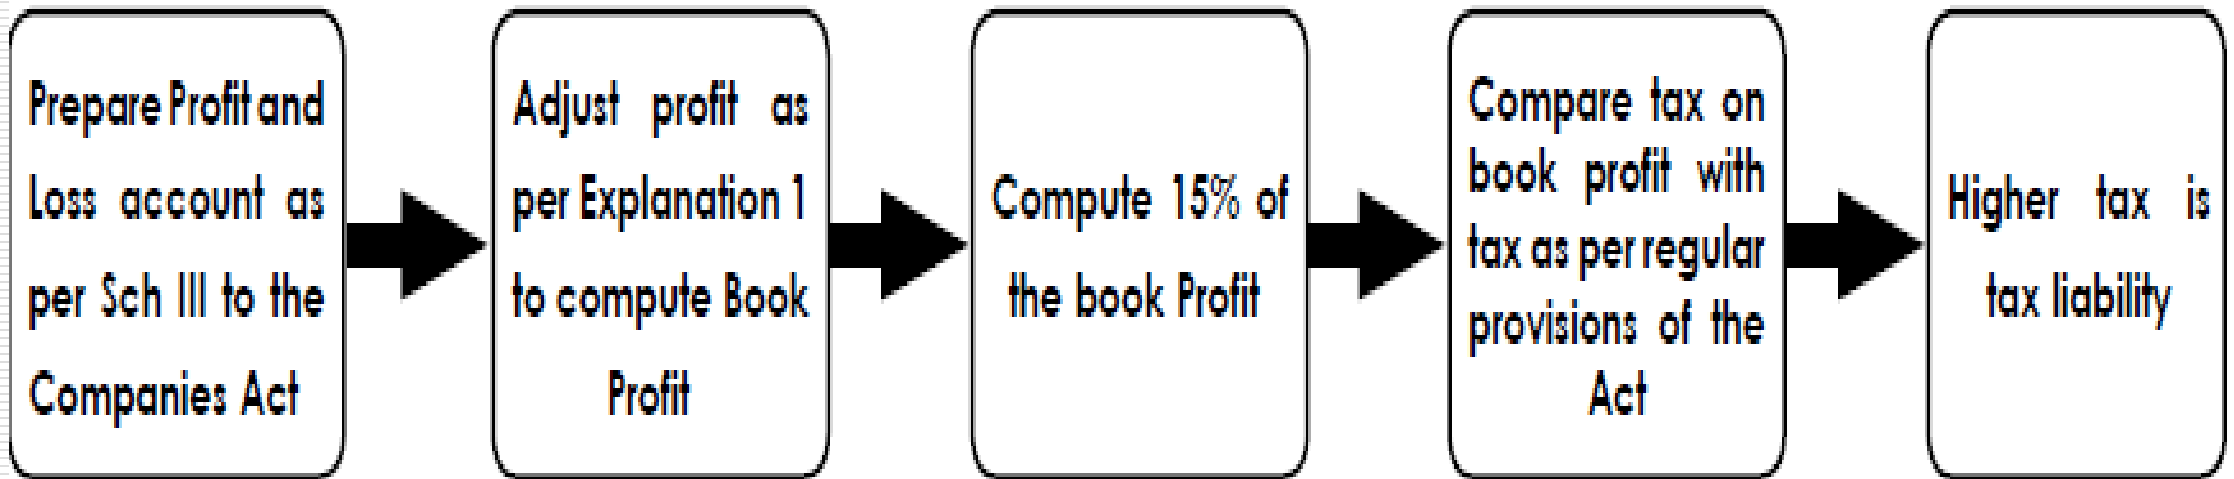 Prepare Profit and
Loss account as
per Sch III to the
Companies Act
Adjust profit as
per Explanation 1
to compute Book
Profit
Compute 15% of
the book Profit
Compare tax on
book profit with
tax as per regular
provisions of the
Act
Higher tax is
tax liability